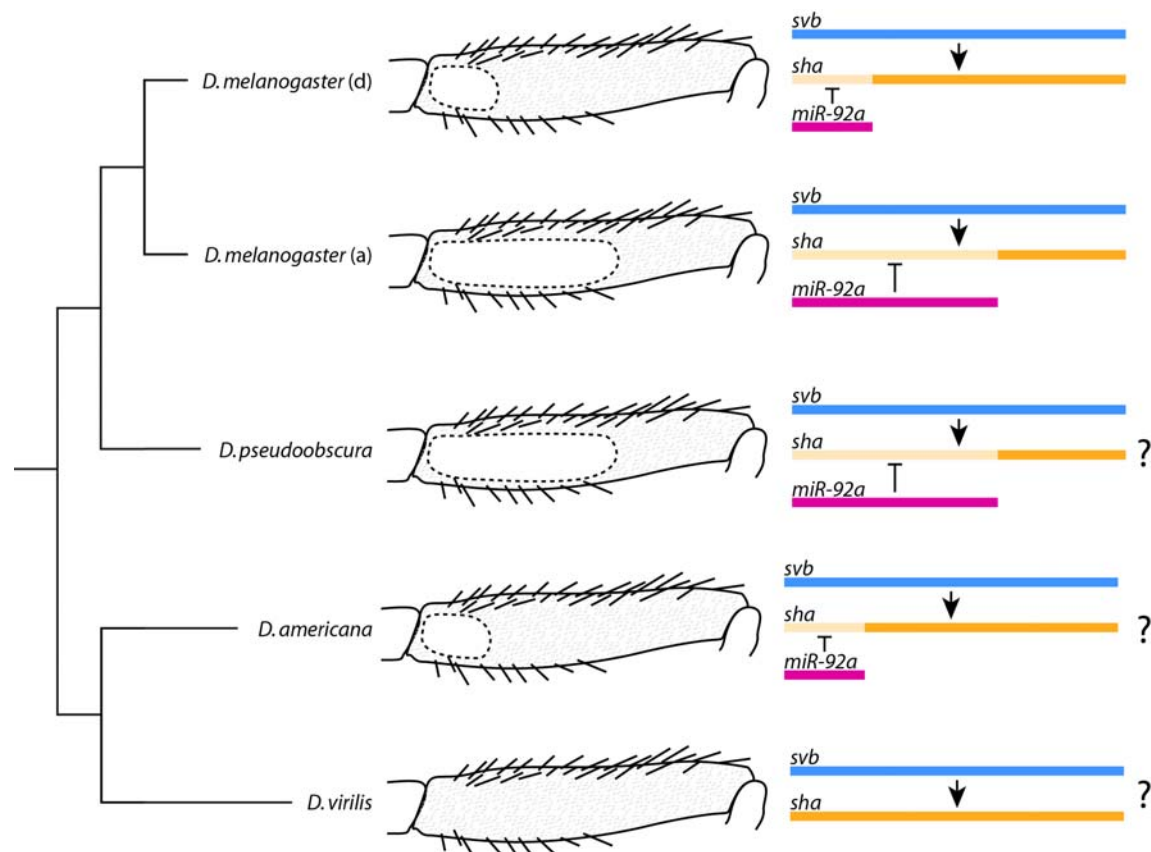 svb
D. melanogaster (d)
sha
miR-92a
svb
D. melanogaster (a)
sha
miR-92a
svb
D. pseudoobscura
sha
?
miR-92a
svb
D. americana
sha
?
miR-92a
svb
D. virilis
sha
?